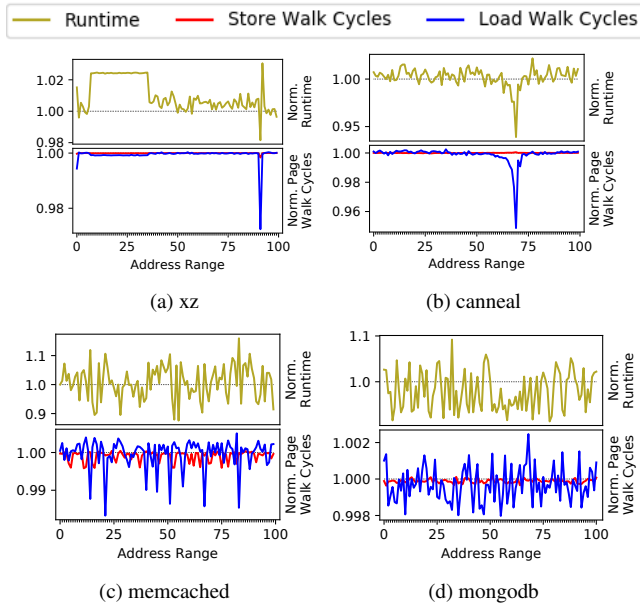 Runtime Store Walk Cycles Load Walk Cycles
1.02
1.00
0.98
Norm.
Runtime
1.00
0.98
Norm. Page
Walk Cycles
0 25 50 75 100
Address Range
(a) xz
1.00
0.95
Norm.
Runtime
1.00
0.98
0.96
Norm. Page
Walk Cycles
0 25 50 75 100
Address Range
(b) canneal
1.1
1.0
0.9
Norm.
Runtime
1.00
0.99
Norm. Page
Walk Cycles
0 25 50 75 100
Address Range
(c) memcached
1.1
1.0
Norm.
Runtime
1.002
1.000
0.998
Norm. Page
Walk Cycles
0 25 50 75 100
Address Range
(d) mongodb